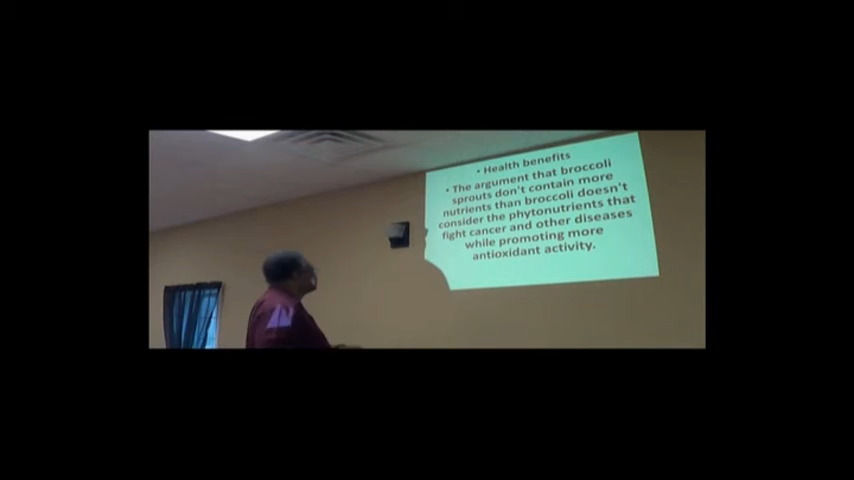 • Health benefits
• The argument that broccoli
sprouts don't contain more
nutrients than broccoli doesn't
consider the phytonutrients that
fight cancer and other diseases
while promoting more
antioxidant activity.